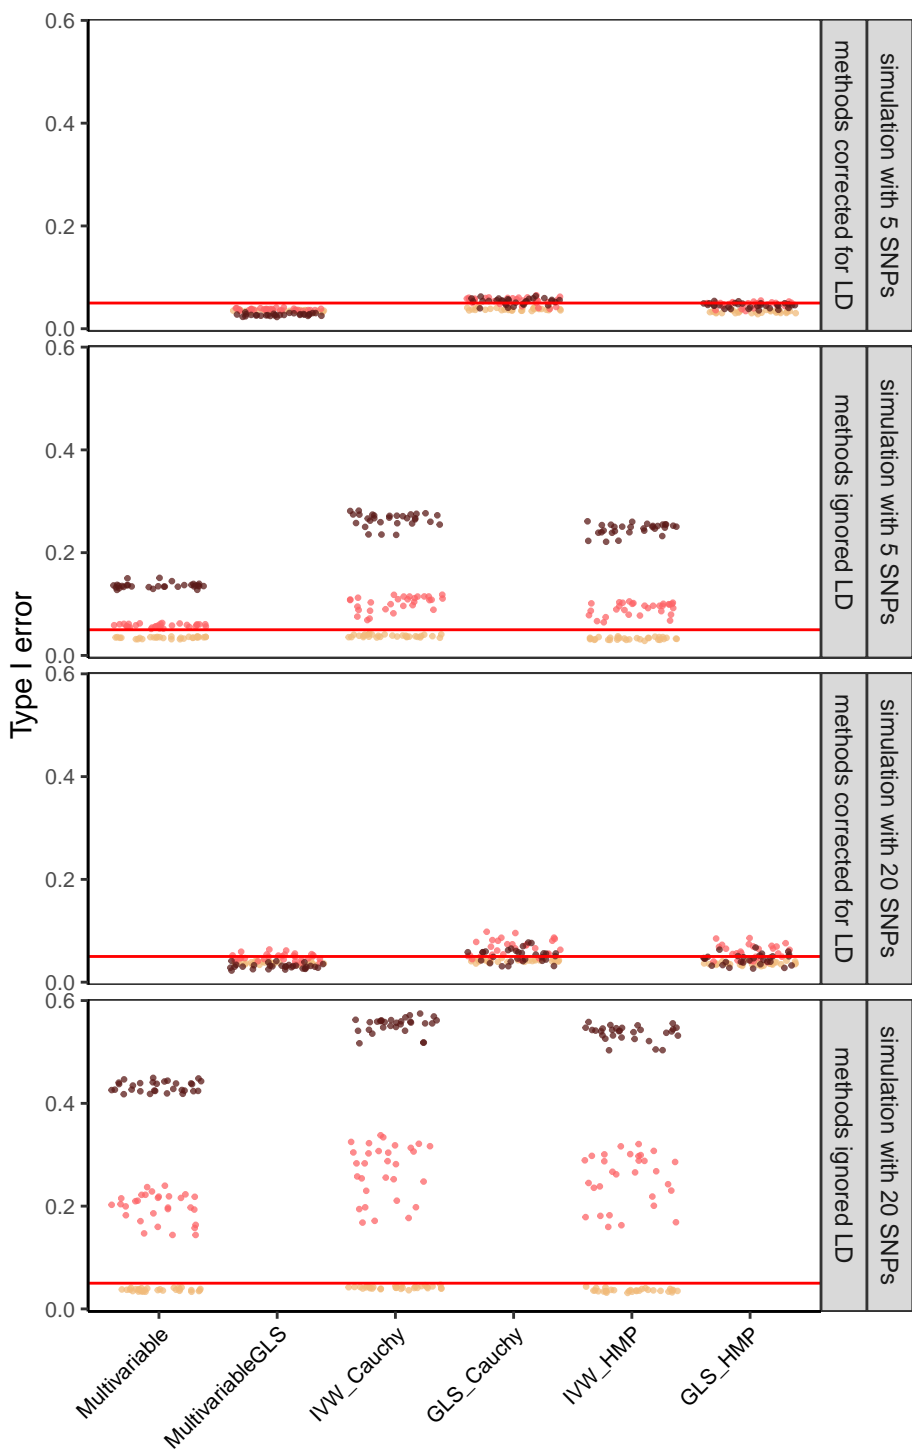 Type I error
0.6
0.4
0.2
0.0
methods corrected for LD
simulation with 5 SNPs
0.6
0.4
0.2
0.0
methods ignored LD
simulation with 5 SNPs
0.6
0.4
0.2
0.0
methods corrected for LD
simulation with 20 SNPs
0.6
0.4
0.2
0.0
methods ignored LD
simulation with 20 SNPs
Multivariable
MultivariableGLS
IVW_Cauchy
GLS_Cauchy
IVW_HMP
GLS_HMP